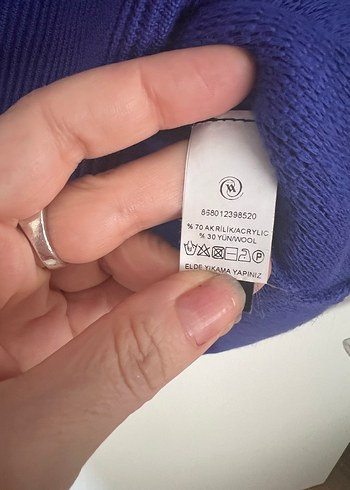 868012398520
% 70 AKRİLİK/ACRYLIC
% 30 YÜN/WOOL
P
ELDE YIKAMA YAPINIZ